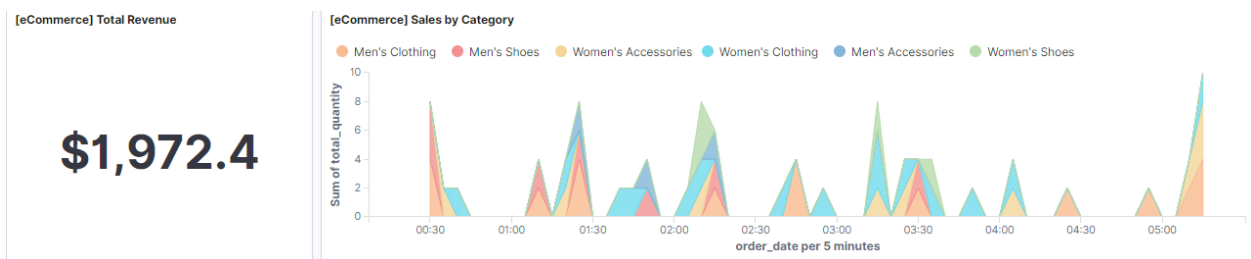 [eCommerce] Total Revenue
$1,972.4
[eCommerce] Sales by Category
Men's Clothing Men's Shoes Women's Accessories Women's Clothing Men's Accessories Women's Shoes
Sum of total_quantity
10
8
6
4
2
0
00:30 01:00 01:30 02:00 02:30 03:00 03:30 04:00 04:30 05:00
order_date per 5 minutes